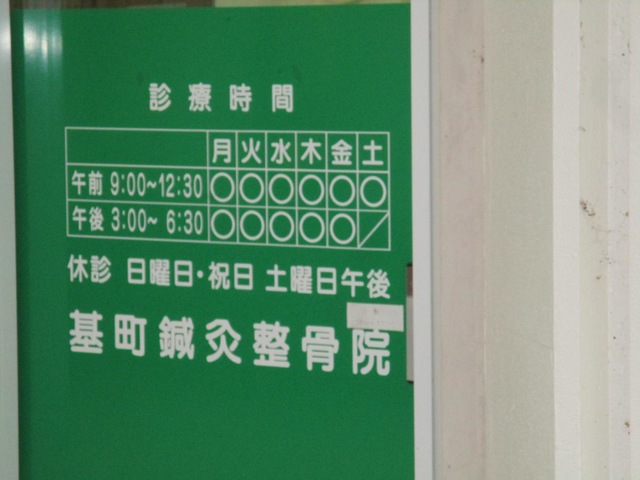 診療時間
月火水木金土
午前 9:00~12:30 ○○○○○○
午後 3:00~ 6:30 ○○○○○／
休診 日曜日・祝日 土曜日午後
基町鍼灸整骨院